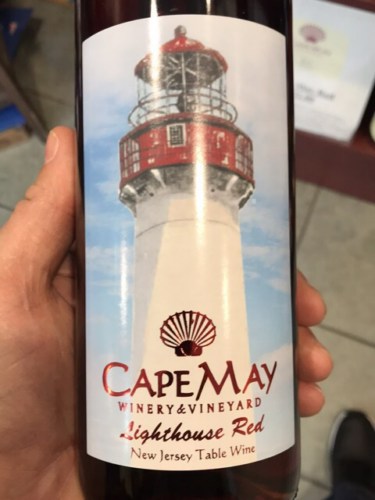 CAPE MAY
WINERY & VINEYARD
Lighthouse Red
New Jersey Table Wine